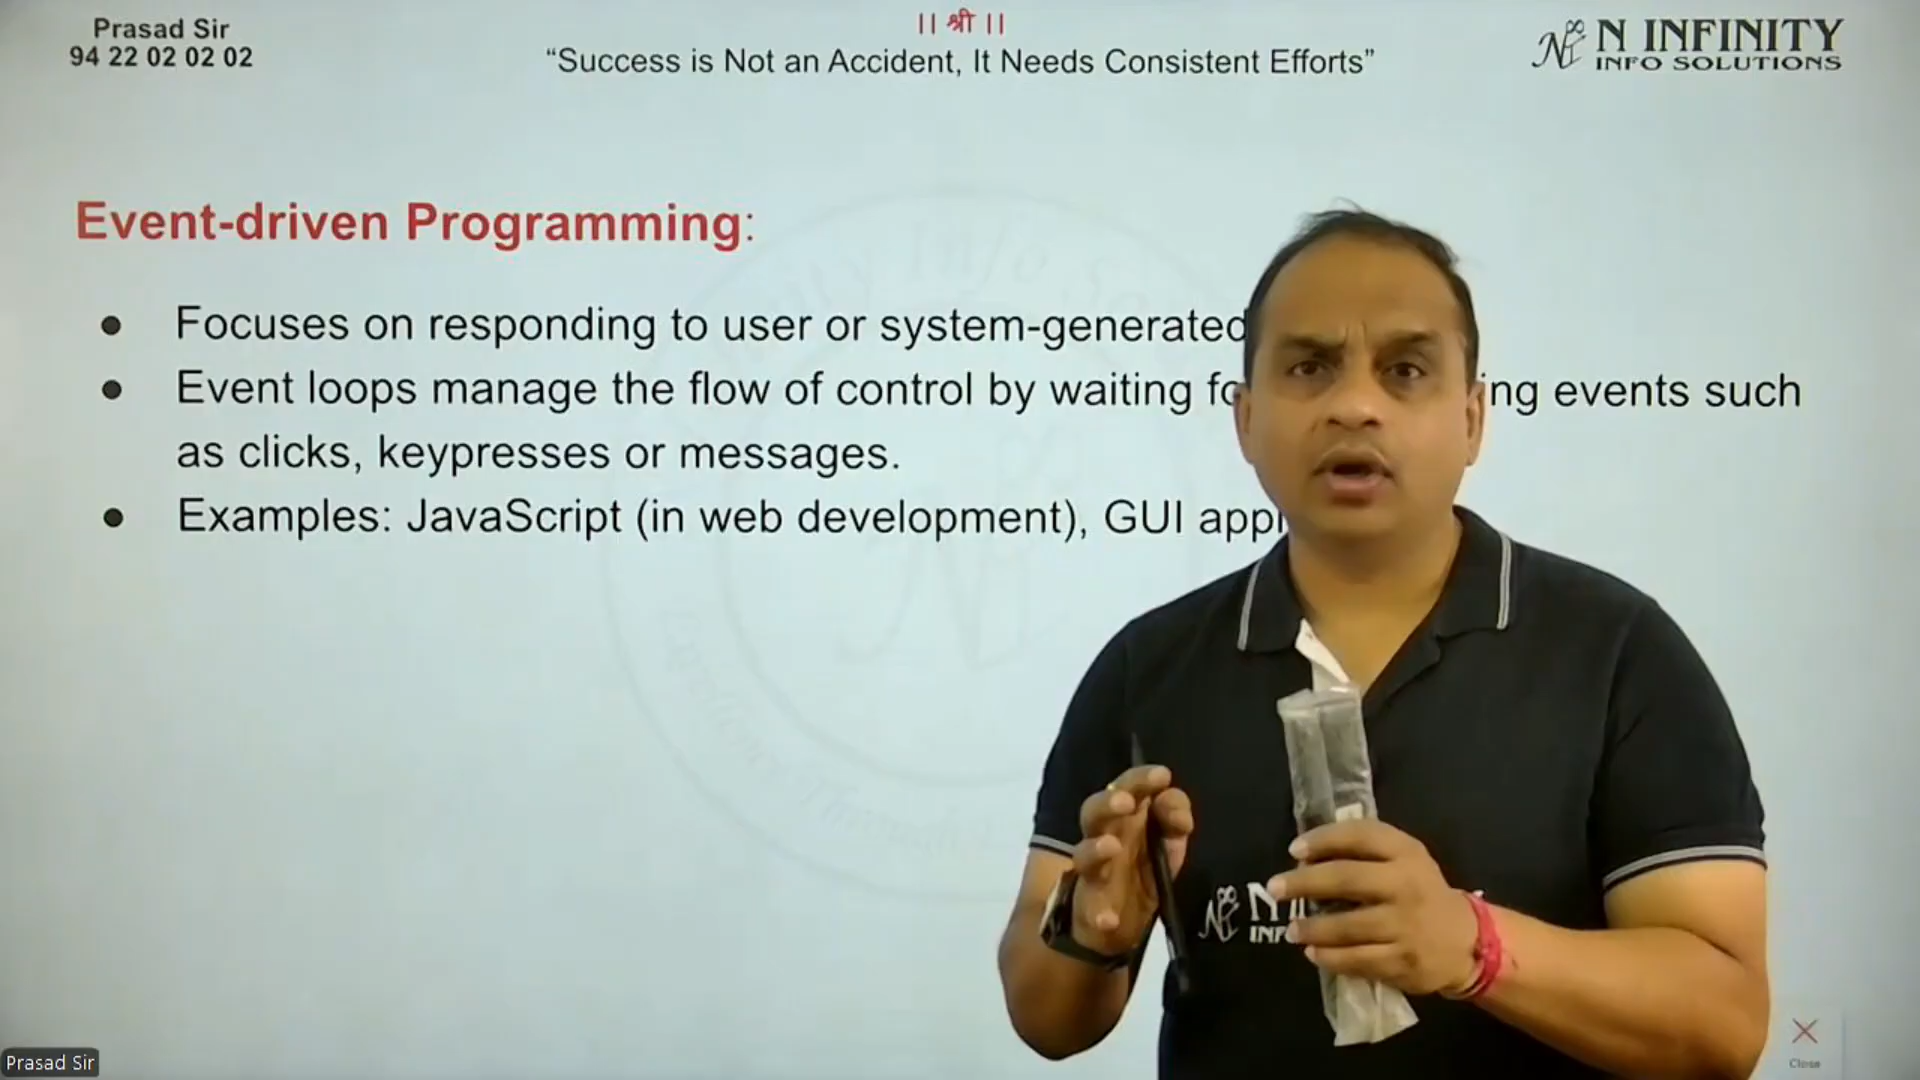 Prasad Sir
94 22 02 02 02
|| श्री ||
“Success is Not an Accident, It Needs Consistent Efforts”
N INFINITY
INFO SOLUTIONS
Event-driven Programming:
● Focuses on responding to user or system-generated
● Event loops manage the flow of control by waiting ing events such
as clicks, keypresses or messages.
● Examples: JavaScript (in web development), GUI
Prasad Sir
Close